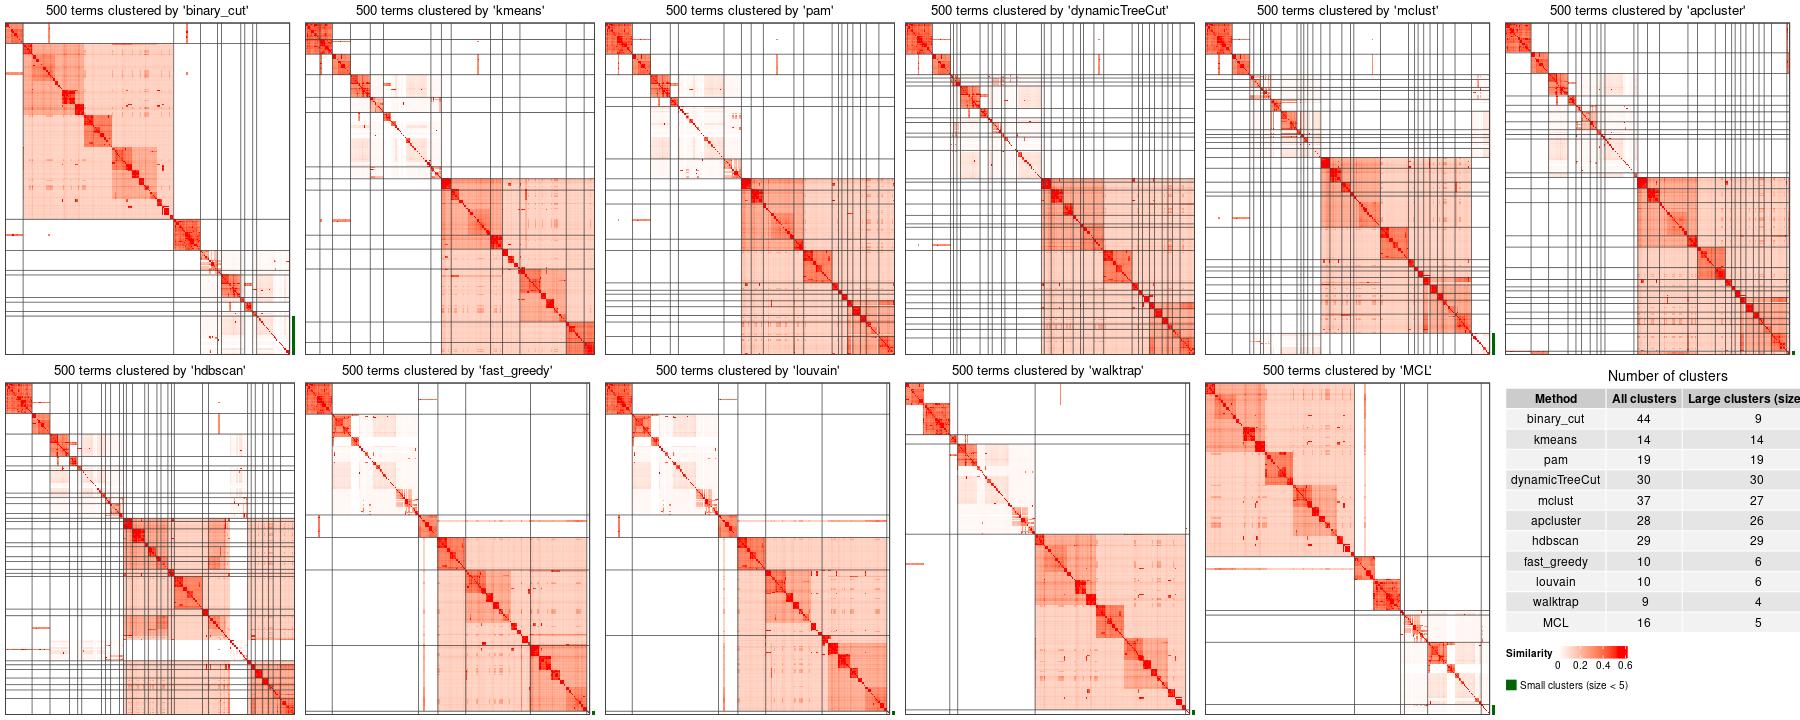 500 terms clustered by 'binary_cut'
500 terms clustered by 'kmeans'
500 terms clustered by 'pam'
500 terms clustered by 'dynamicTreeCut'
500 terms clustered by 'mclust'
500 terms clustered by 'apcluster'
500 terms clustered by 'hdbscan'
500 terms clustered by 'fast_greedy'
500 terms clustered by 'louvain'
500 terms clustered by 'walktrap'
500 terms clustered by 'MCL'
Number of clusters
Method All clusters Large clusters (size
binary_cut 44 9
kmeans 14 14
pam 19 19
dynamicTreeCut 30 30
mclust 37 27
apcluster 28 26
hdbscan 29 29
fast_greedy 10 6
louvain 10 6
walktrap 9 4
MCL 16 5
Similarity
0 0.2 0.4 0.6
Small clusters (size < 5)